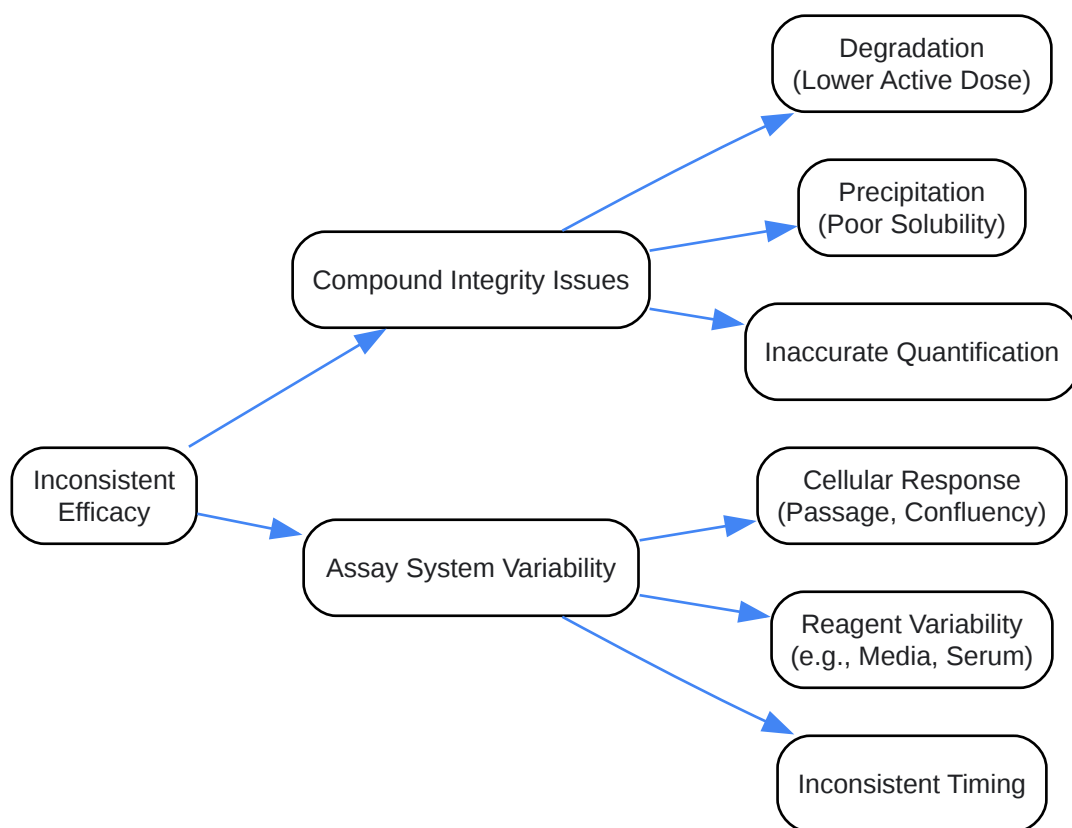 Degradation
(Lower Active Dose)
Precipitation
(Poor Solubility)
Compound Integrity Issues
Inaccurate Quantification
Inconsistent
Efficacy
Cellular Response
(Passage, Confluency)
Assay System Variability
Reagent Variability
(e.g., Media, Serum)
Inconsistent Timing